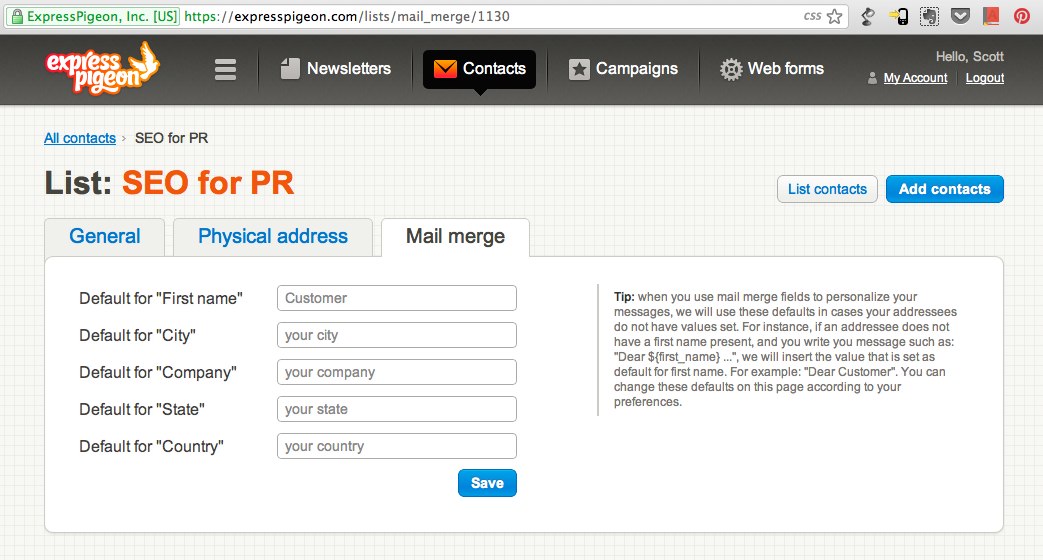 ExpressPigeon, Inc. [US] https://expresspigeon.com/lists/mail_merge/1130 CSS
express pigeon
Newsletters
Contacts
Campaigns
Web forms
Hello, Scott
My Account Logout
All contacts › SEO for PR
List: SEO for PR
List contacts
Add contacts
General
Physical address
Mail merge
Default for "First name" Customer
Default for "City" your city
Default for "Company" your company
Default for "State" your state
Default for "Country" your country
Save
Tip: when you use mail merge fields to personalize your
messages, we will use these defaults in cases your addressees
do not have values set. For instance, if an addressee does not
have a first name present, and you write you message such as:
"Dear ${first_name} ...", we will insert the value that is set as
default for first name. For example: "Dear Customer". You can
change these defaults on this page according to your
preferences.